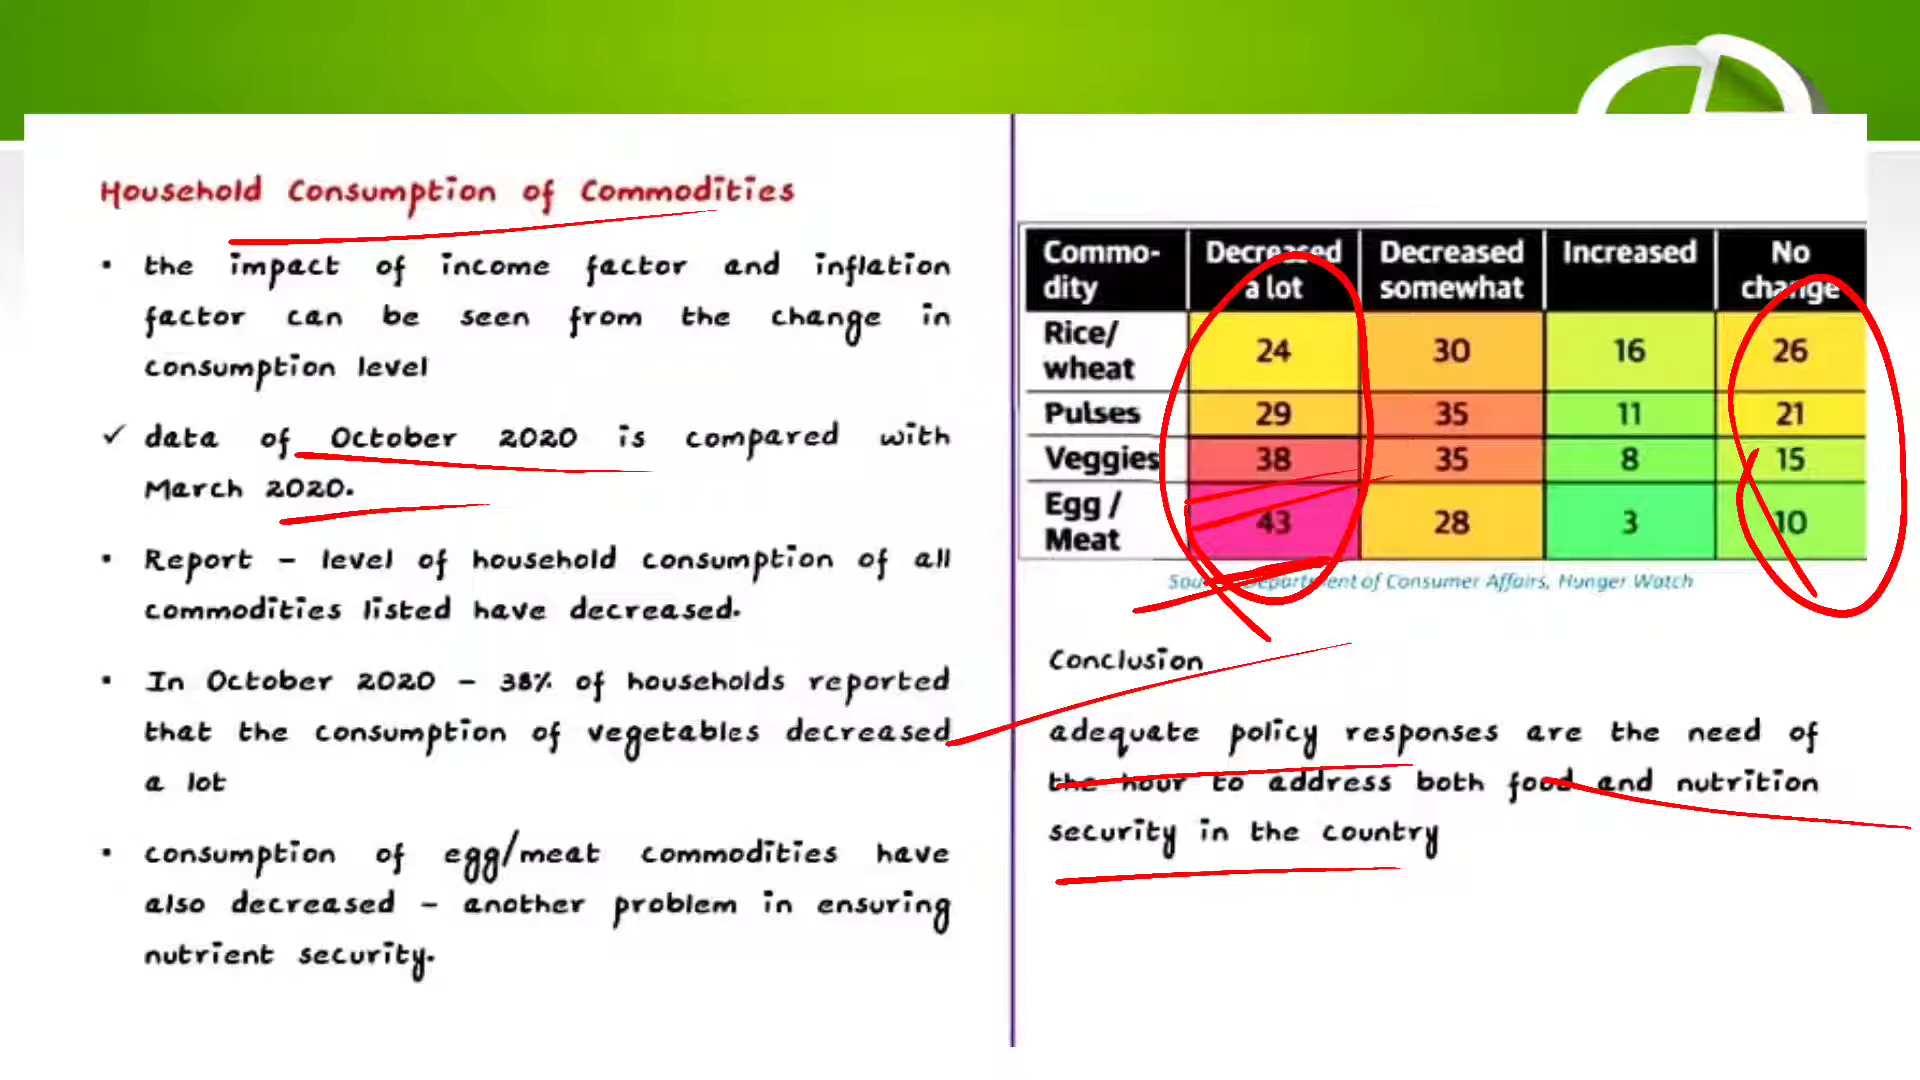 Household Consumption of Commodities
• the impact of income factor and inflation
factor can be seen from the change in
consumption level
✓ data of October 2020 is compared with
March 2020.
• Report – level of household consumption of all
commodities listed have decreased.
• In October 2020 – 38% of households reported
that the consumption of vegetables decreased
a lot
• consumption of egg/meat commodities have
also decreased – another problem in ensuring
nutrient security.
Commo- Decreased Decreased Increased No
dity a lot somewhat change
Rice/
wheat 24 30 16 26
Pulses 29 35 11 21
Veggies 38 35 8 15
Egg /
Meat 43 28 3 10
Source: Department of Consumer Affairs, Hunger Watch
Conclusion
adequate policy responses are the need of
the hour to address both food and nutrition
security in the country